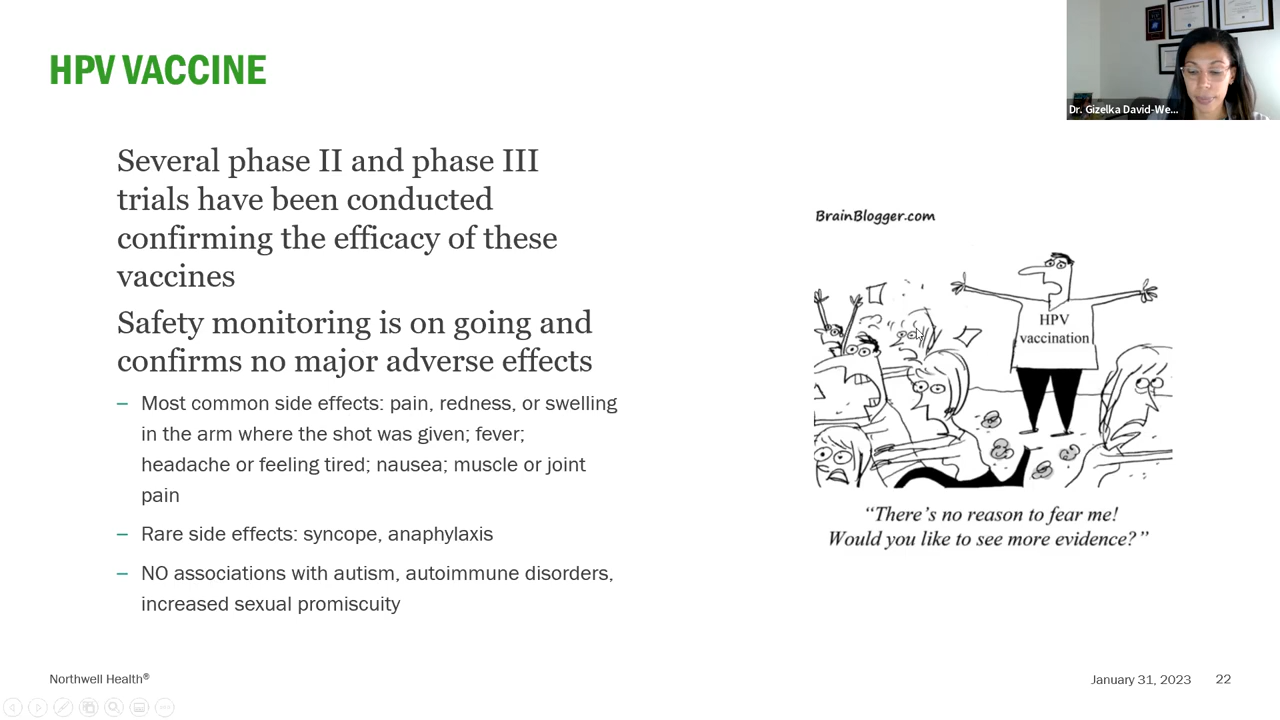 HPV VACCINE
Dr. Gizelka David-We...
Several phase II and phase III
trials have been conducted
confirming the efficacy of these
vaccines
Safety monitoring is on going and
confirms no major adverse effects
– Most common side effects: pain, redness, or swelling
in the arm where the shot was given; fever;
headache or feeling tired; nausea; muscle or joint
pain
– Rare side effects: syncope, anaphylaxis
– NO associations with autism, autoimmune disorders,
increased sexual promiscuity
BrainBlogger.com
HPV
vaccination
“There’s no reason to fear me!
Would you like to see more evidence?”
Northwell Health®
January 31, 2023 22